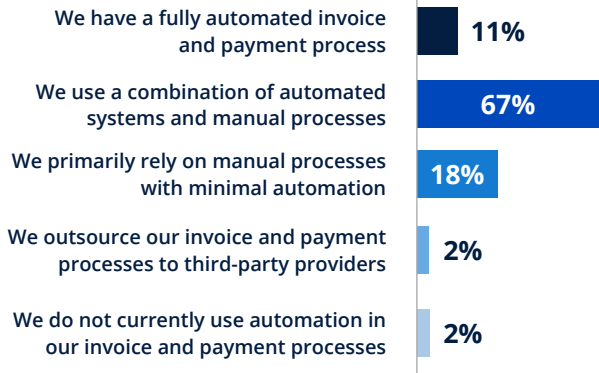 We have a fully automated invoice
and payment process
11%
We use a combination of automated
systems and manual processes
67%
We primarily rely on manual processes
with minimal automation
18%
We outsource our invoice and payment
processes to third-party providers
2%
We do not currently use automation in
our invoice and payment processes
2%